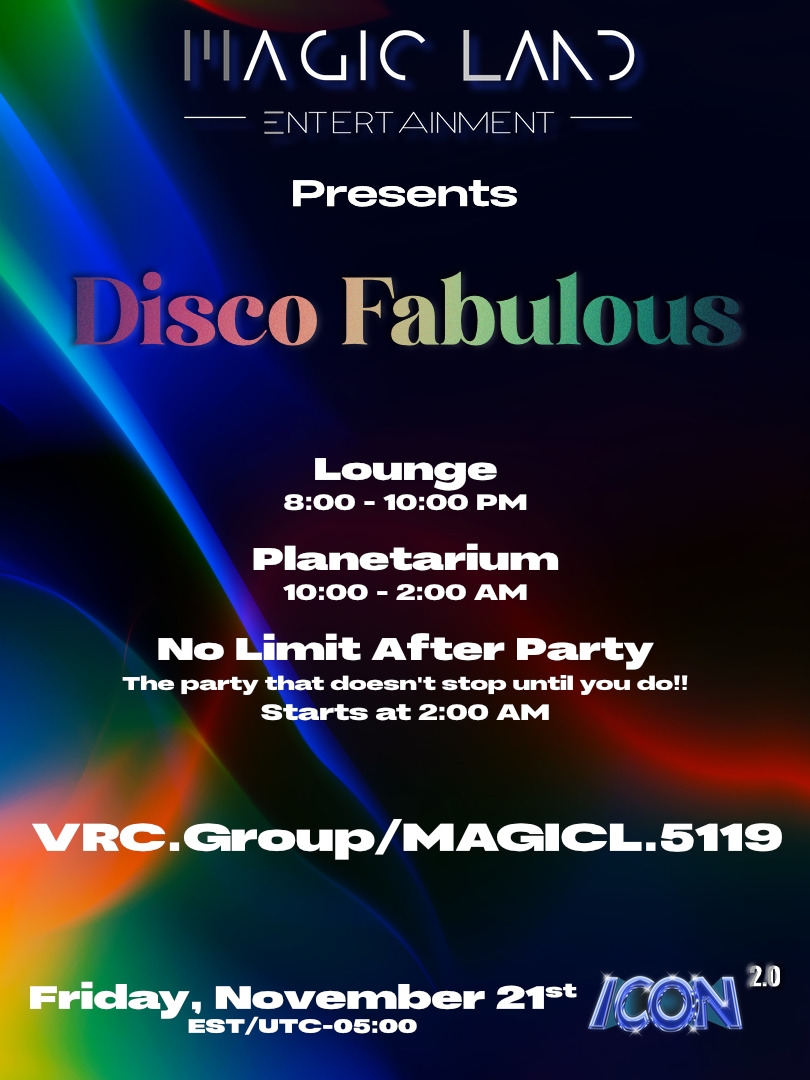 MAGIC LAND
ENTERTAINMENT
Presents
Disco Fabulous
Lounge
8:00 - 10:00 PM
Planetarium
10:00 - 2:00 AM
No Limit After Party
The party that doesn't stop until you do!!
Starts at 2:00 AM
VRC.Group/MAGICL.5119
Friday, November 21st
EST/UTC-05:00
ICON 2.0